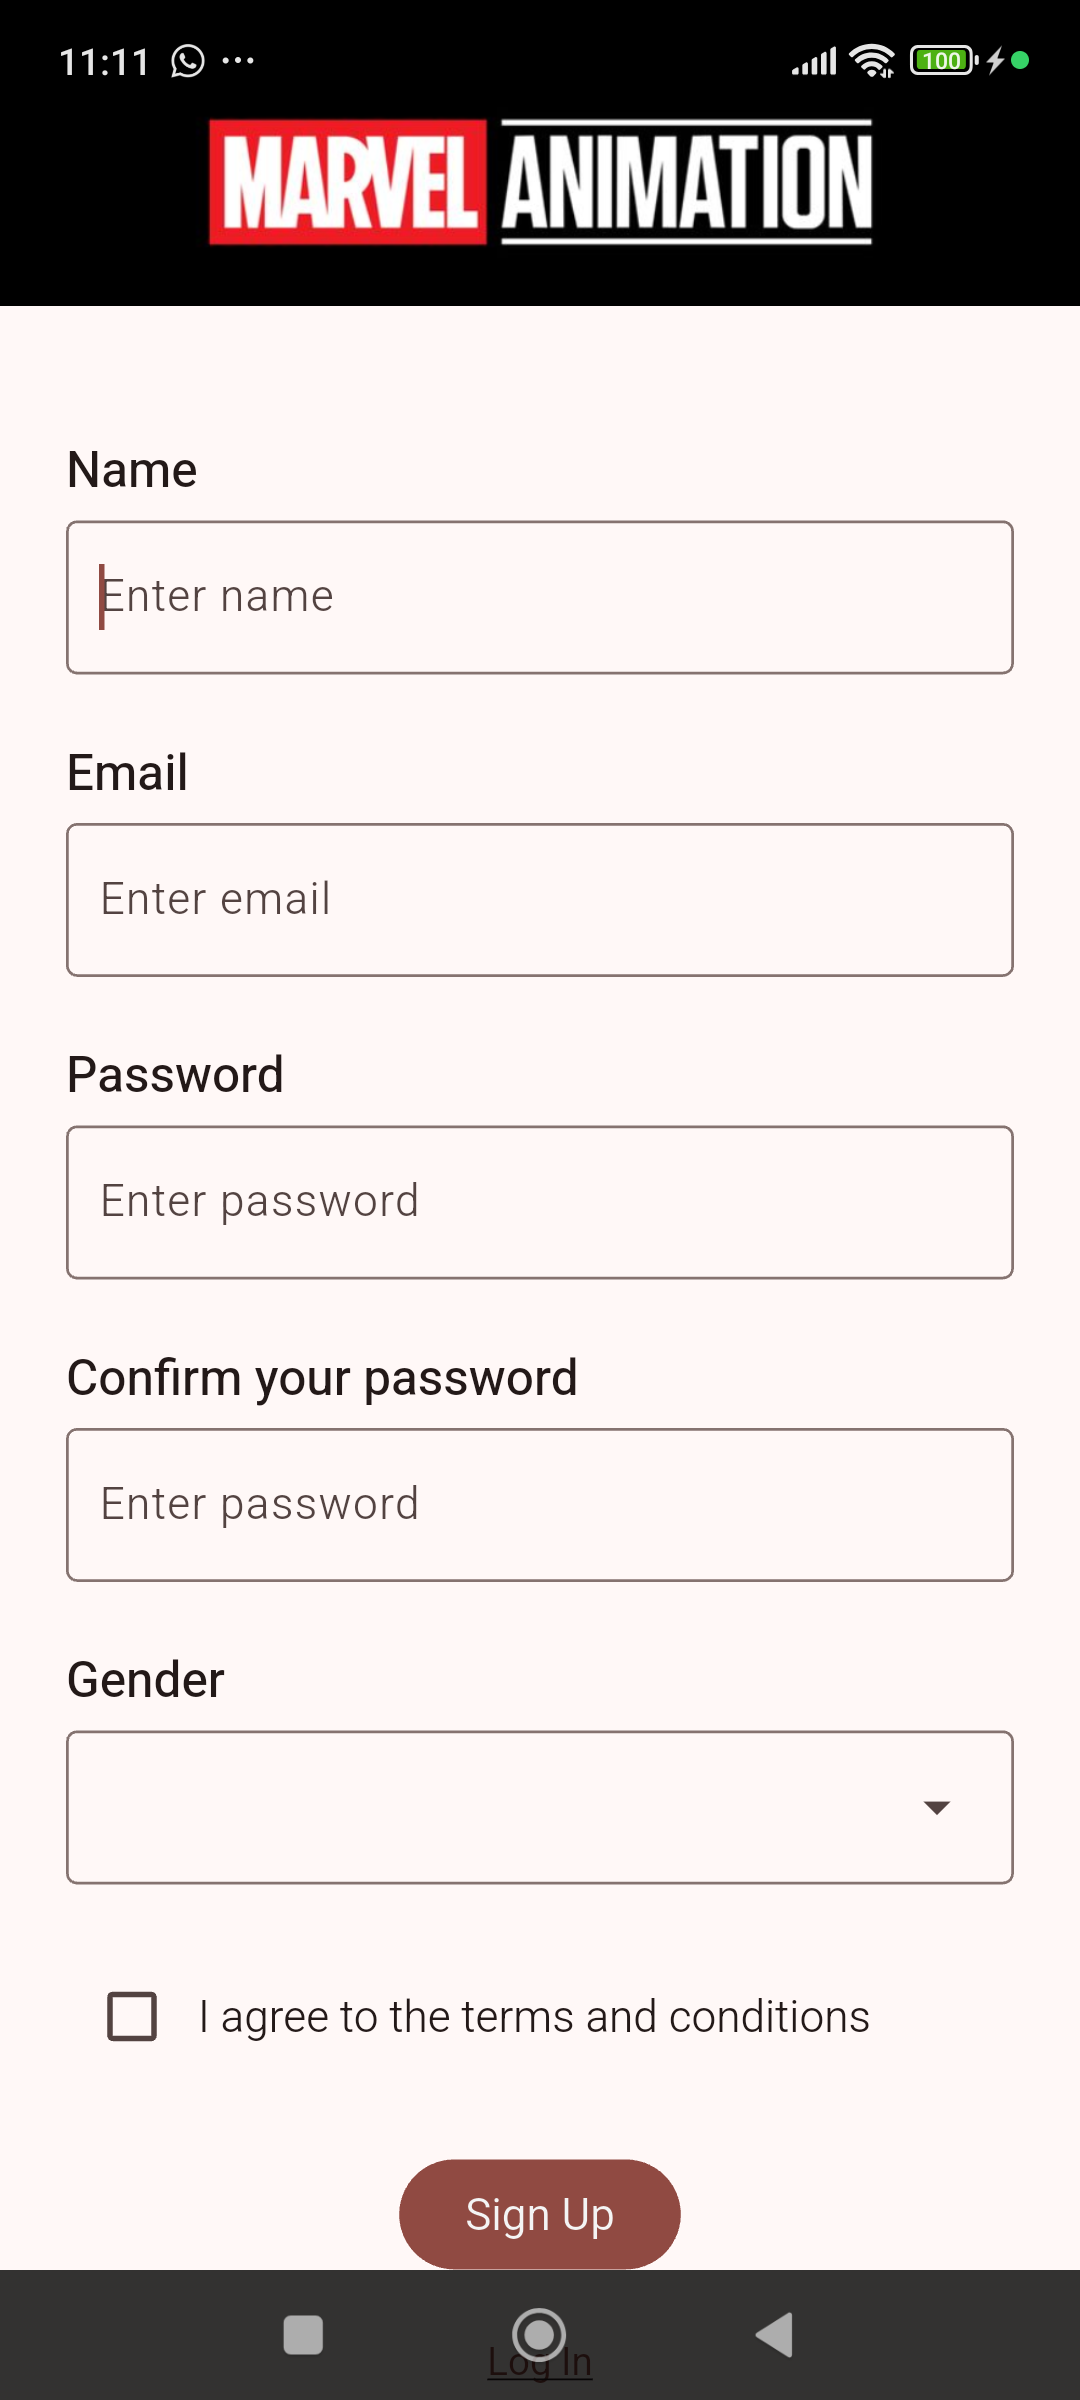 11:11
100
MARVEL ANIMATION
Name
Enter name
Email
Enter email
Password
Enter password
Confirm your password
Enter password
Gender
I agree to the terms and conditions
Sign Up
Log In